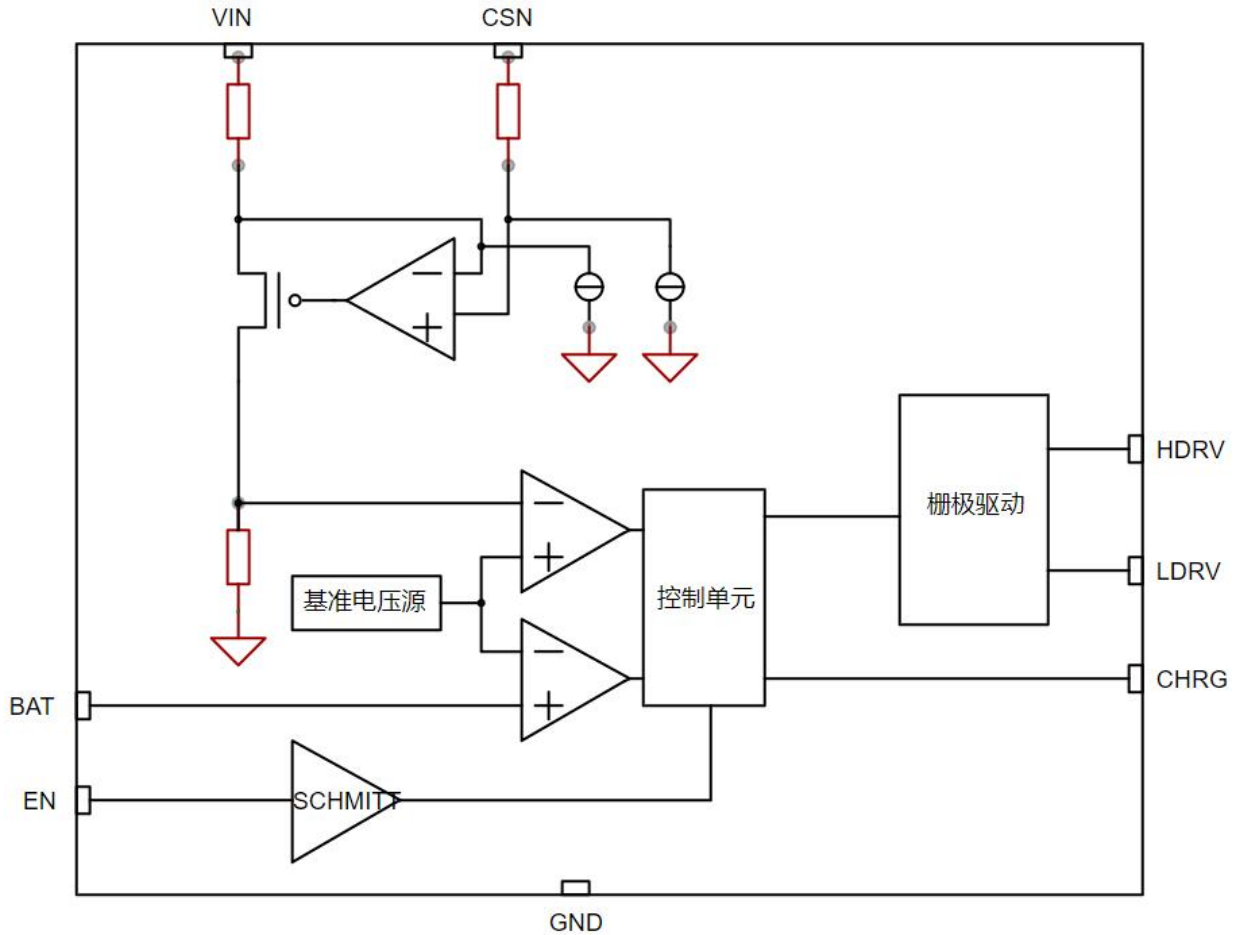 VIN
CSN
HDRV
栅极驱动
LDRV
控制单元
基准电压源
CHRG
BAT
EN
SCHMITT
GND